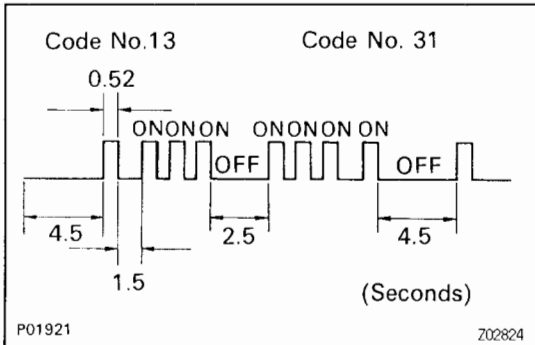 Code No.13 Code No. 31
0.52
ON ON ON ON ON ON ON
OFF OFF
4.5 2.5 4.5
1.5
(Seconds)
P01921 Z02824